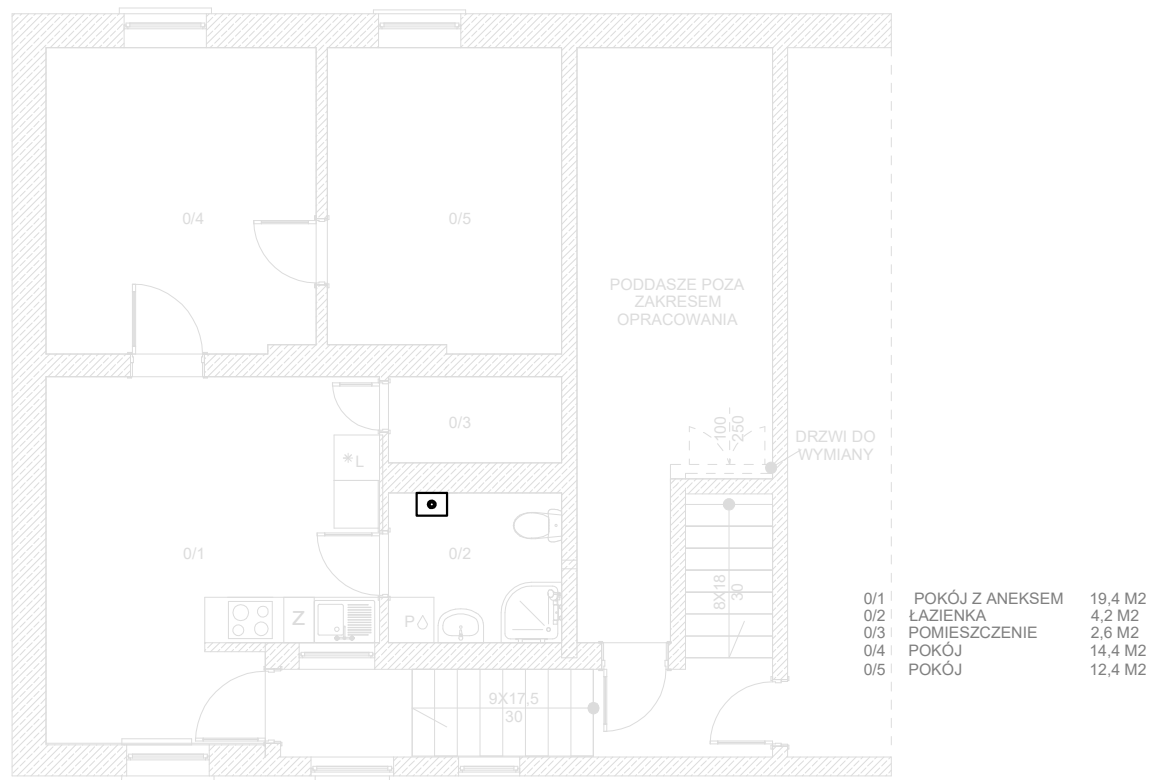 0/4
0/5
PODDASZE POZA
ZAKRESEM
OPRACOWANIA
0/3
100
250
DRZWI DO
WYMIANY
*L
0/1
0/2
8X18
30
Z
P
9X17,5
30
0/1 POKÓJ Z ANEKSEM 19,4 M2
0/2 ŁAZIENKA 4,2 M2
0/3 POMIESZCZENIE 2,6 M2
0/4 POKÓJ 14,4 M2
0/5 POKÓJ 12,4 M2